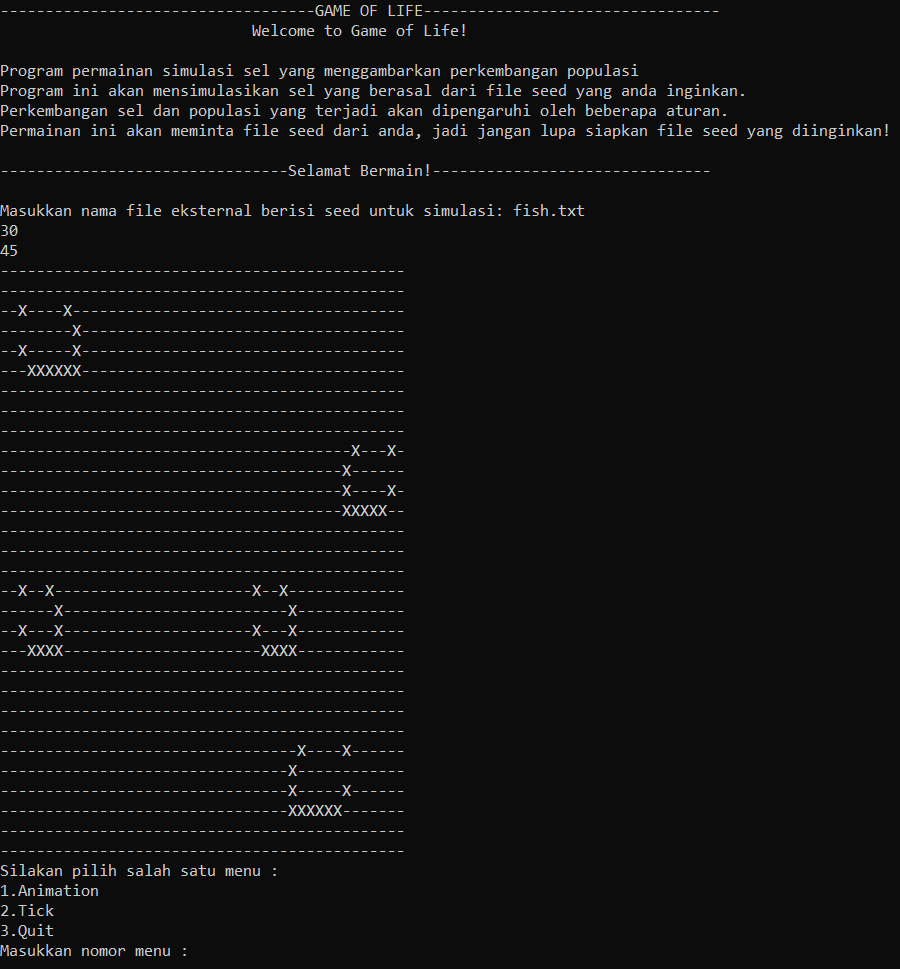 -----------------------------------GAME OF LIFE---------------------------------
Welcome to Game of Life!
Program permainan simulasi sel yang menggambarkan perkembangan populasi
Program ini akan mensimulasikan sel yang berasal dari file seed yang anda inginkan.
Perkembangan sel dan populasi yang terjadi akan dipengaruhi oleh beberapa aturan.
Permainan ini akan meminta file seed dari anda, jadi jangan lupa siapkan file seed yang diinginkan!
--------------------------------Selamat Bermain!-------------------------------
Masukkan nama file eksternal berisi seed untuk simulasi: fish.txt
30
45
---------------------------------------------
---------------------------------------------
--X----X-------------------------------------
--------X------------------------------------
--X-----X------------------------------------
---XXXXXX------------------------------------
---------------------------------------------
---------------------------------------------
---------------------------------------------
---------------------------------------X---X-
--------------------------------------X------
--------------------------------------X----X-
--------------------------------------XXXXX--
---------------------------------------------
---------------------------------------------
---------------------------------------------
--X--X----------------------X--X-------------
------X-------------------------X------------
--X---X---------------------X---X------------
---XXXX----------------------XXXX------------
---------------------------------------------
---------------------------------------------
---------------------------------------------
---------------------------------------------
---------------------------------X----X------
--------------------------------X------------
--------------------------------X-----X------
--------------------------------XXXXXX-------
---------------------------------------------
---------------------------------------------
Silakan pilih salah satu menu :
1.Animation
2.Tick
3.Quit
Masukkan nomor menu :